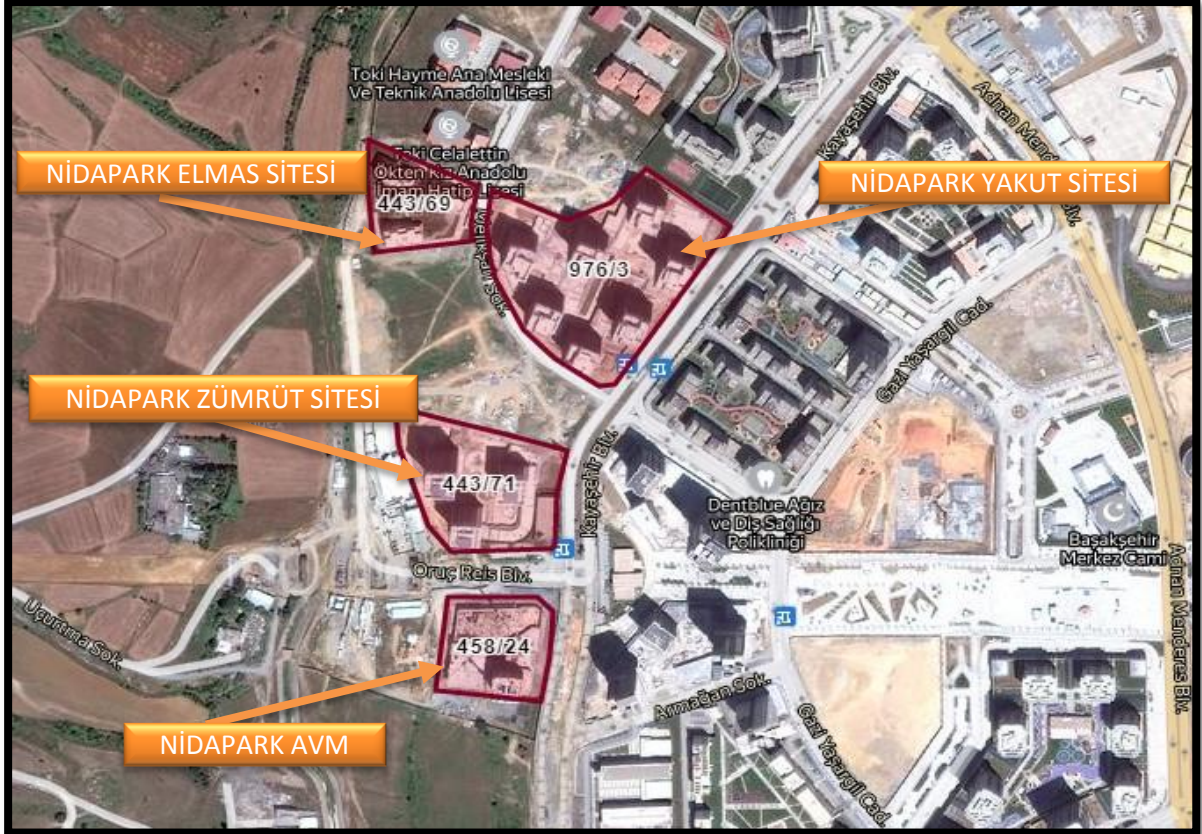 Toki Hayme Ana Mesleki
Ve Teknik Anadolu Lisesi
Kayaşehir Blv.
Adnan Menderes Blv.
NİDAPARK ELMAS SİTESİ
Toki Celalettin
Ökten Kız Anadolu
İmam Hatip Lisesi
NİDAPARK YAKUT SİTESİ
443/69
Melikşah Sok.
976/3
Gazi Yaşargil Cad.
NİDAPARK ZÜMRÜT SİTESİ
443/71
Kayaşehir Blv.
Dentblue Ağız
ve Diş Sağlığı
Polikliniği
Başakşehir
Merkez Cami
Oruç Reis Blv.
Adnan Menderes Blv.
Uçurtma Sok.
458/24
Armağan Sok.
Gazi Yaşargil Cad.
NİDAPARK AVM